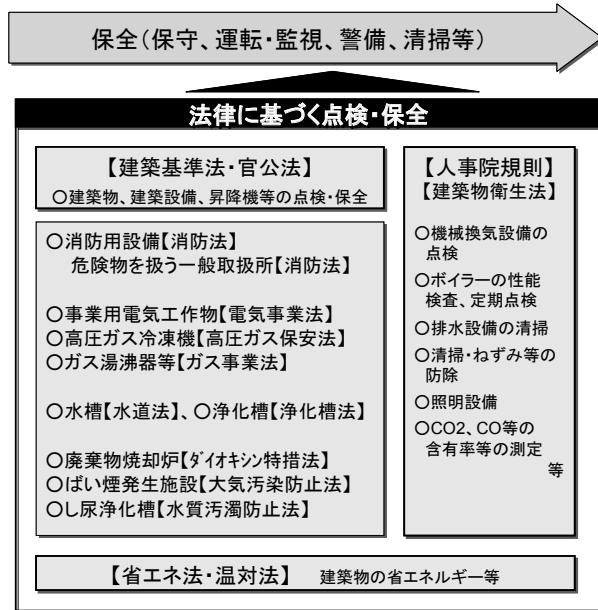 保全（保守、運転・監視、警備、清掃等）
法律に基づく点検・保全
【建築基準法・官公法】
○建築物、建築設備、昇降機等の点検・保全
○消防用設備【消防法】
危険物を扱う一般取扱所【消防法】
○事業用電気工作物【電気事業法】
○高圧ガス冷凍機【高圧ガス保安法】
○ガス湯沸器等【ガス事業法】
○水槽【水道法】、○浄化槽【浄化槽法】
○廃棄物焼却炉【ﾀﾞｲｵｷｼﾝ特措法】
○ばい煙発生施設【大気汚染防止法】
○し尿浄化槽【水質汚濁防止法】
【人事院規則】
【建築物衛生法】
○機械換気設備の
点検
○ボイラーの性能
検査、定期点検
○排水設備の清掃
○清掃・ねずみ等の
防除
○照明設備
○CO2、CO等の
含有率等の測定
等
【省エネ法・温対法】 建築物の省エネルギー等